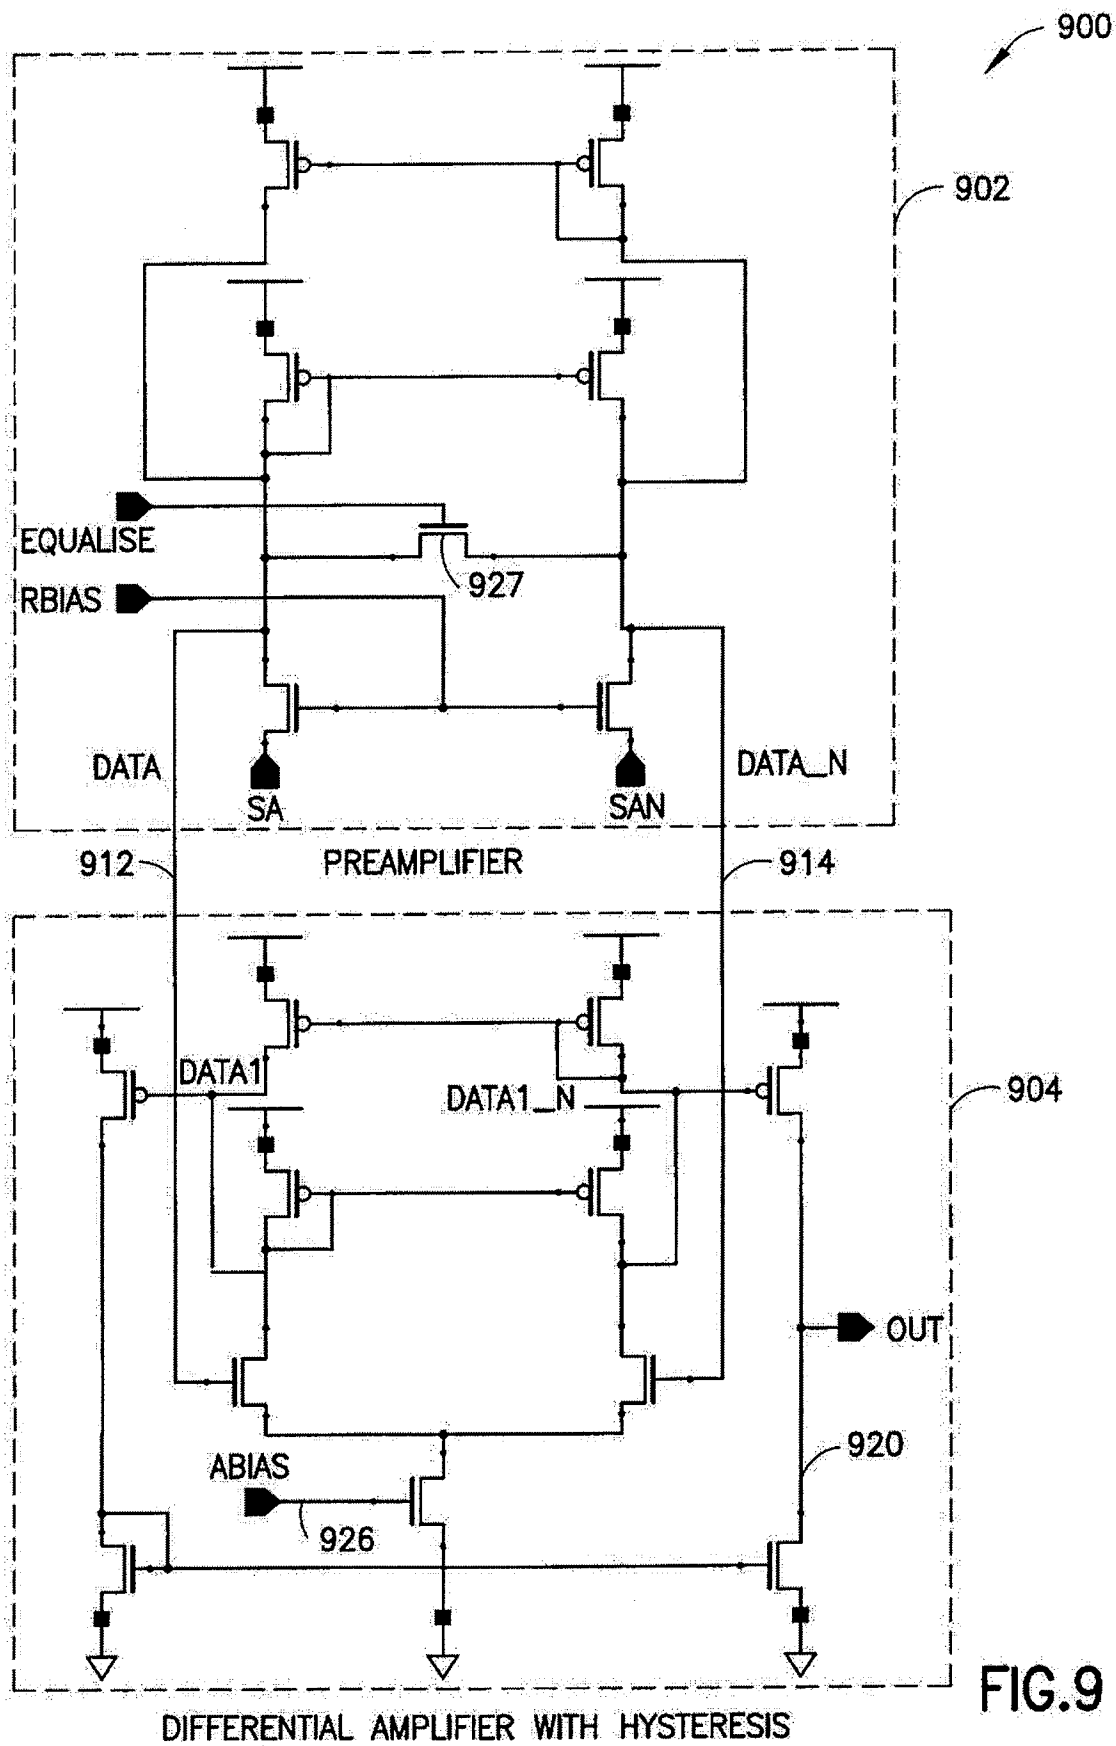 900
902
EQUALISE
927
RBIAS
DATA
DATA_N
SA
SAN
912
PREAMPLIFIER
914
DATA1
DATA1_N
904
OUT
920
ABIAS
926
FIG.9
DIFFERENTIAL AMPLIFIER WITH HYSTERESIS